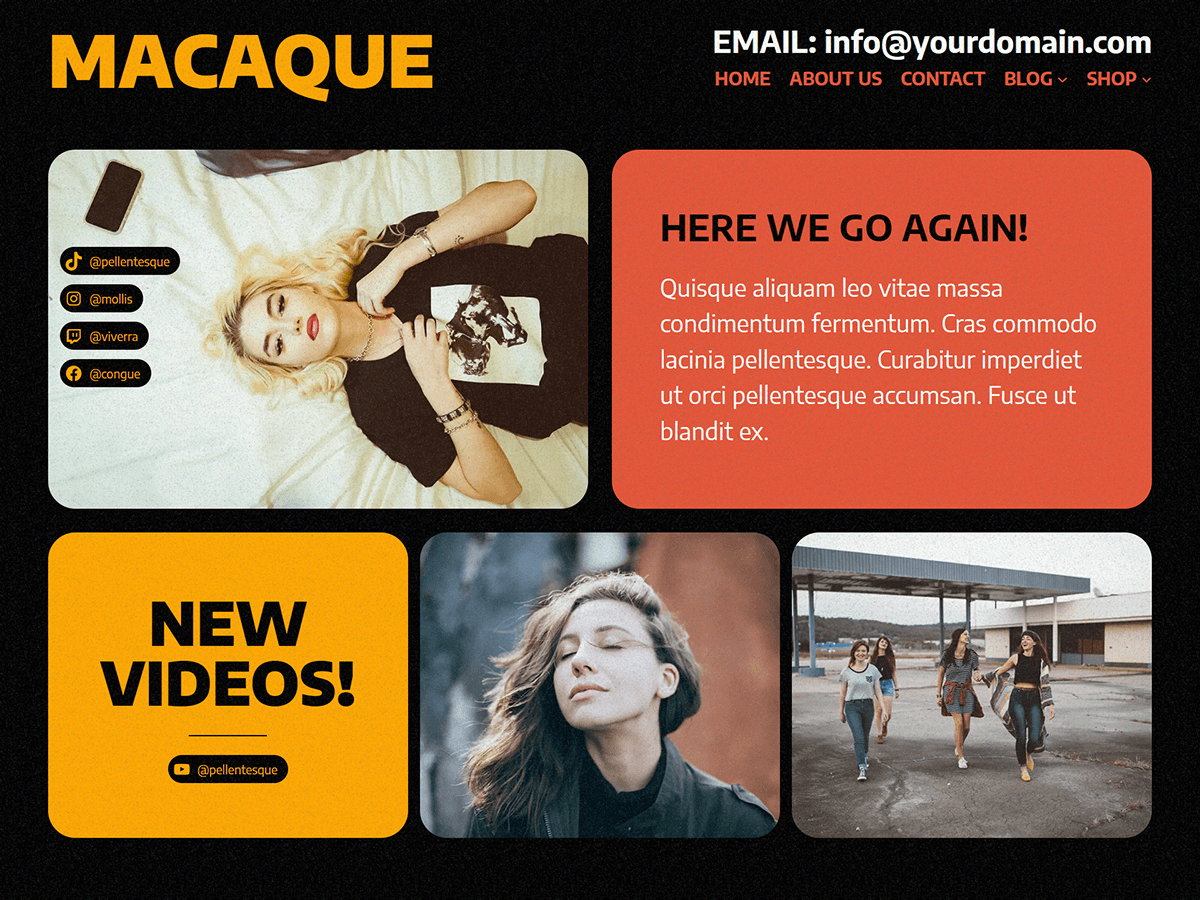 MACAQUE
EMAIL: info@yourdomain.com
HOME ABOUT US CONTACT BLOG SHOP
@pellentesque
@mollis
@viverra
@congue
HERE WE GO AGAIN!
Quisque aliquam leo vitae massa
condimentum fermentum. Cras commodo
lacinia pellentesque. Curabitur imperdiet
ut orci pellentesque accumsan. Fusce ut
blandit ex.
NEW
VIDEOS!
@pellentesque